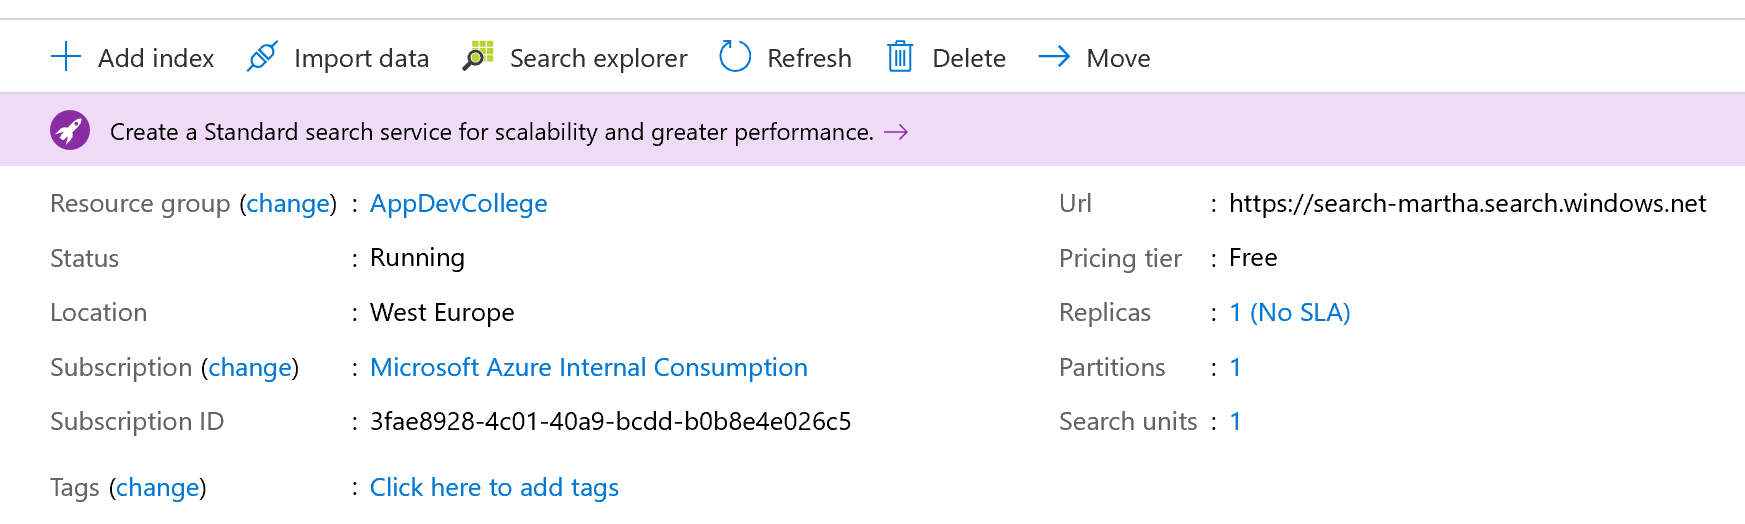 Add index Import data Search explorer Refresh Delete Move
Create a Standard search service for scalability and greater performance. →
Resource group (change) : AppDevCollege
Status : Running
Location : West Europe
Subscription (change) : Microsoft Azure Internal Consumption
Subscription ID : 3fae8928-4c01-40a9-bcdd-b0b8e4e026c5
Tags (change) : Click here to add tags
Url : https://search-martha.search.windows.net
Pricing tier : Free
Replicas : 1 (No SLA)
Partitions : 1
Search units : 1